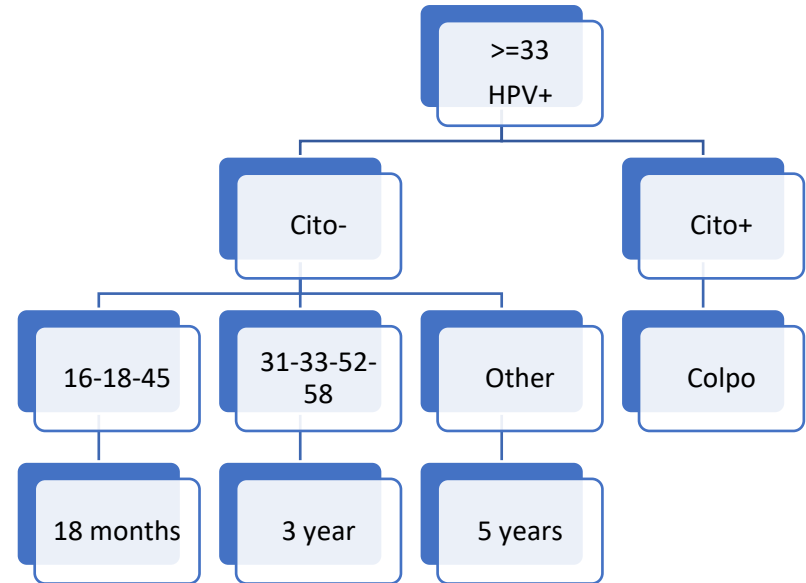 >=33
HPV+
Cito-
Cito+
16-18-45
31-33-52-
58
Other
Colpo
18 months
3 year
5 years